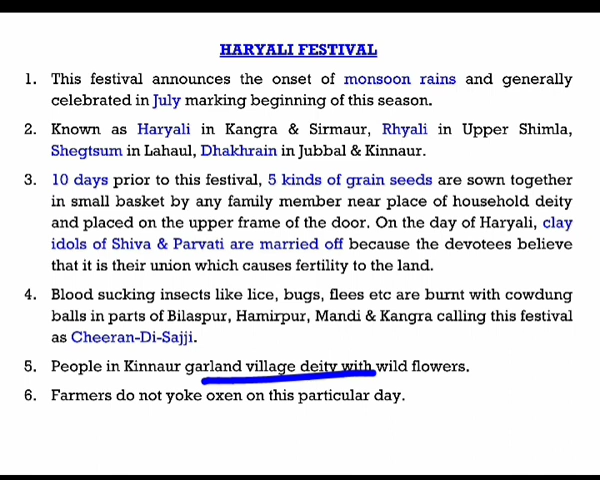 HARYALI FESTIVAL
1. This festival announces the onset of monsoon rains and generally
celebrated in July marking beginning of this season.
2. Known as Haryali in Kangra & Sirmaur, Rhyali in Upper Shimla,
Shegtsum in Lahaul, Dhakhrain in Jubbal & Kinnaur.
3. 10 days prior to this festival, 5 kinds of grain seeds are sown together
in small basket by any family member near place of household deity
and placed on the upper frame of the door. On the day of Haryali, clay
idols of Shiva & Parvati are married off because the devotees believe
that it is their union which causes fertility to the land.
4. Blood sucking insects like lice, bugs, flees etc are burnt with cowdung
balls in parts of Bilaspur, Hamirpur, Mandi & Kangra calling this festival
as Cheeran-Di-Sajji.
5. People in Kinnaur garland village deity with wild flowers.
6. Farmers do not yoke oxen on this particular day.